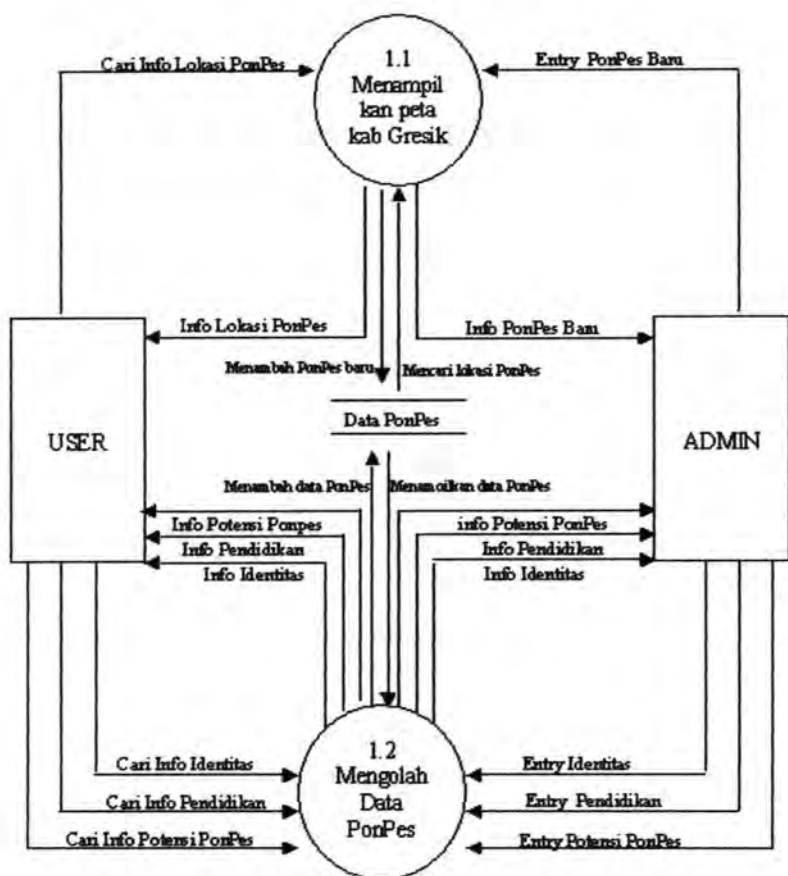 1.1
Menampil
kan peta
kab Gresik
Cari Info Lokasi PonPes
Entry PonPes Baru
Info Lokasi PonPes
Info PonPes Baru
Menambah PonPes baru
Mencari lokasi PonPes
Data PonPes
USER
ADMIN
Menambah data PonPes
Menamoilkan data PonPes
Info Potensi Ponpes
info Potensi PonPes
Info Pendidikan
Info Pendidikan
Info Identitas
Info Identitas
1.2
Mengolah
Data
PonPes
Cari Info Identitas
Entry Identitas
Cari Info Pendidikan
Entry Pendidikan
Cari Info Potensi PonPes
Entry Potensi PonPes